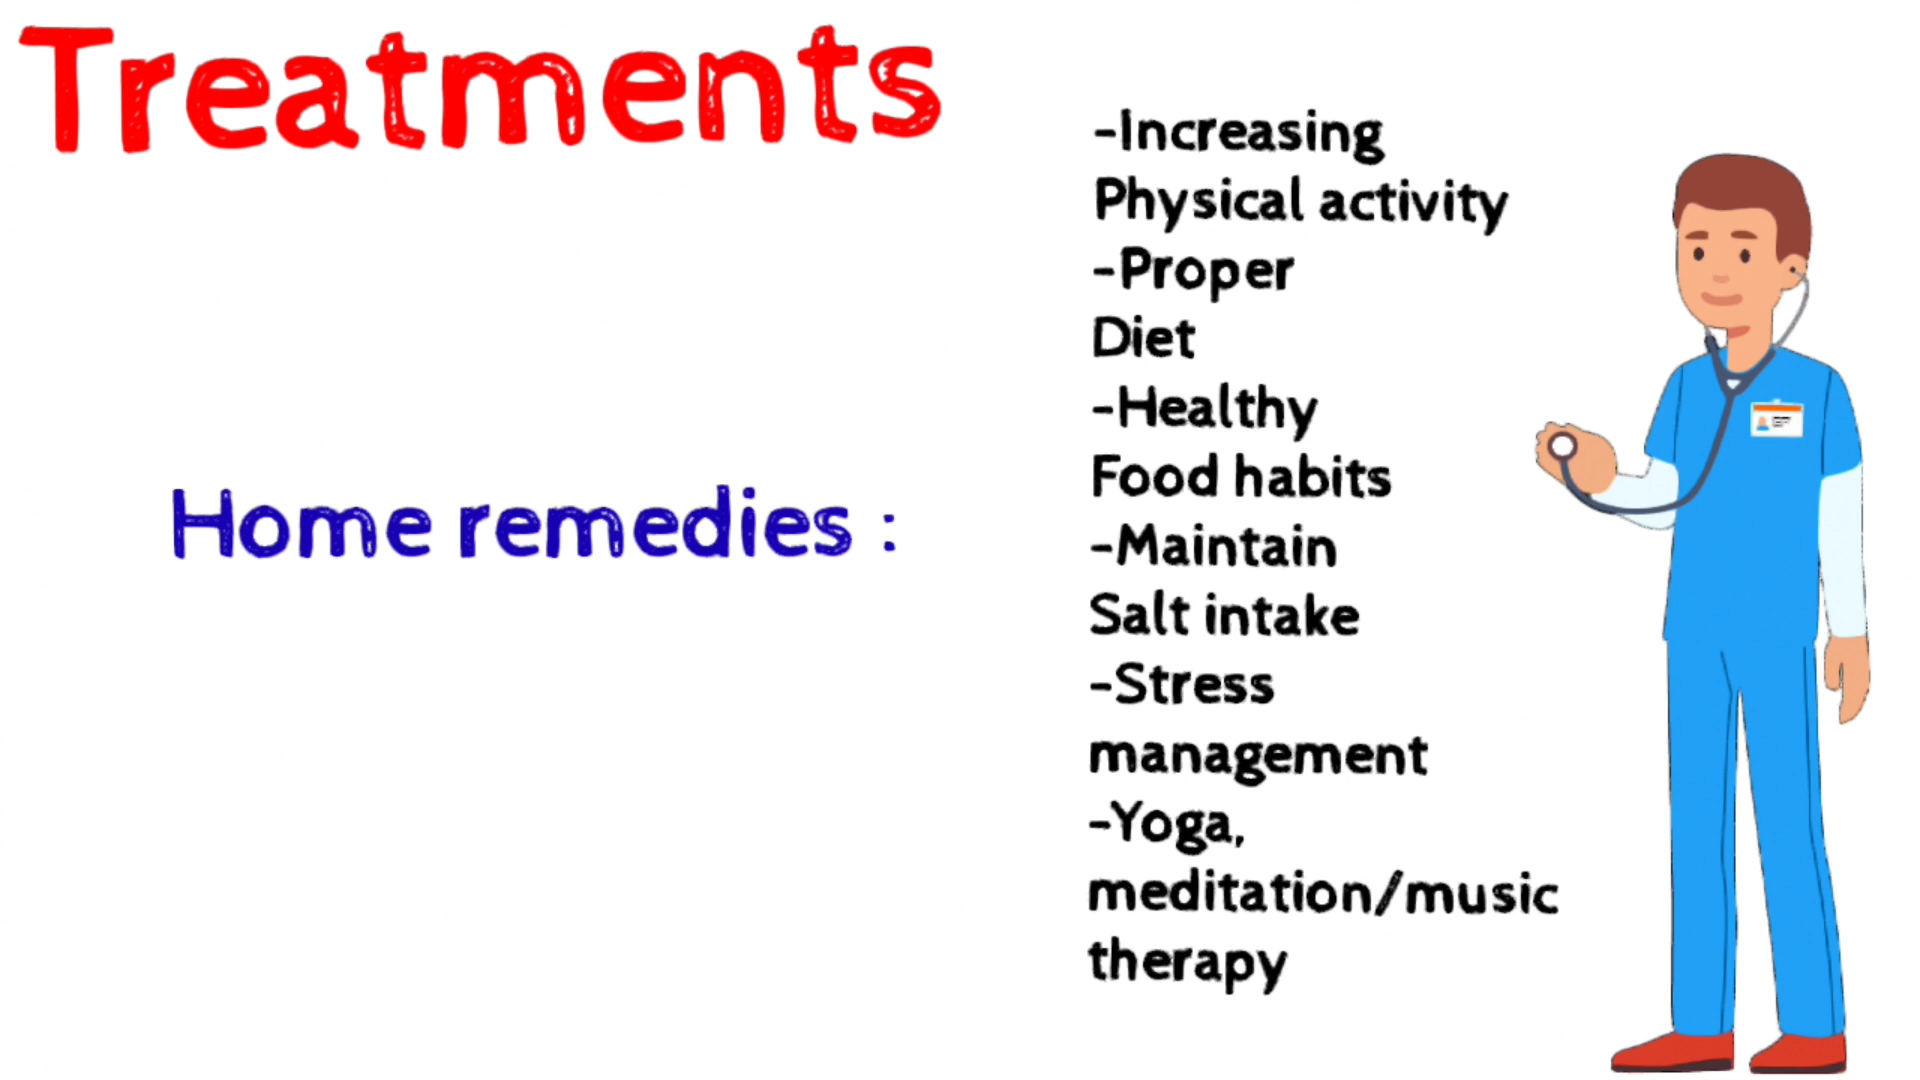 Treatments
Home remedies :
-Increasing
Physical activity
-Proper
Diet
-Healthy
Food habits
-Maintain
Salt intake
-Stress
management
-Yoga,
meditation/music
therapy